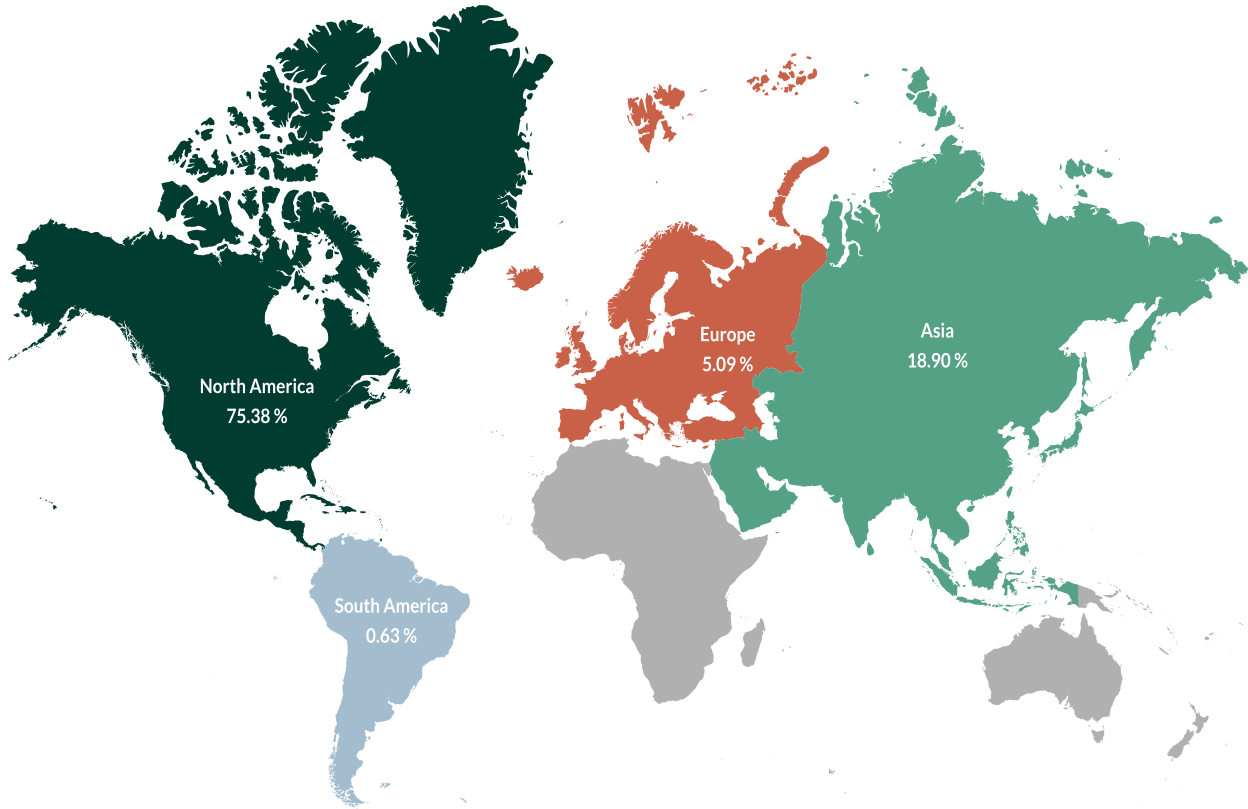 North America
75.38 %
Europe
5.09 %
Asia
18.90 %
South America
0.63 %